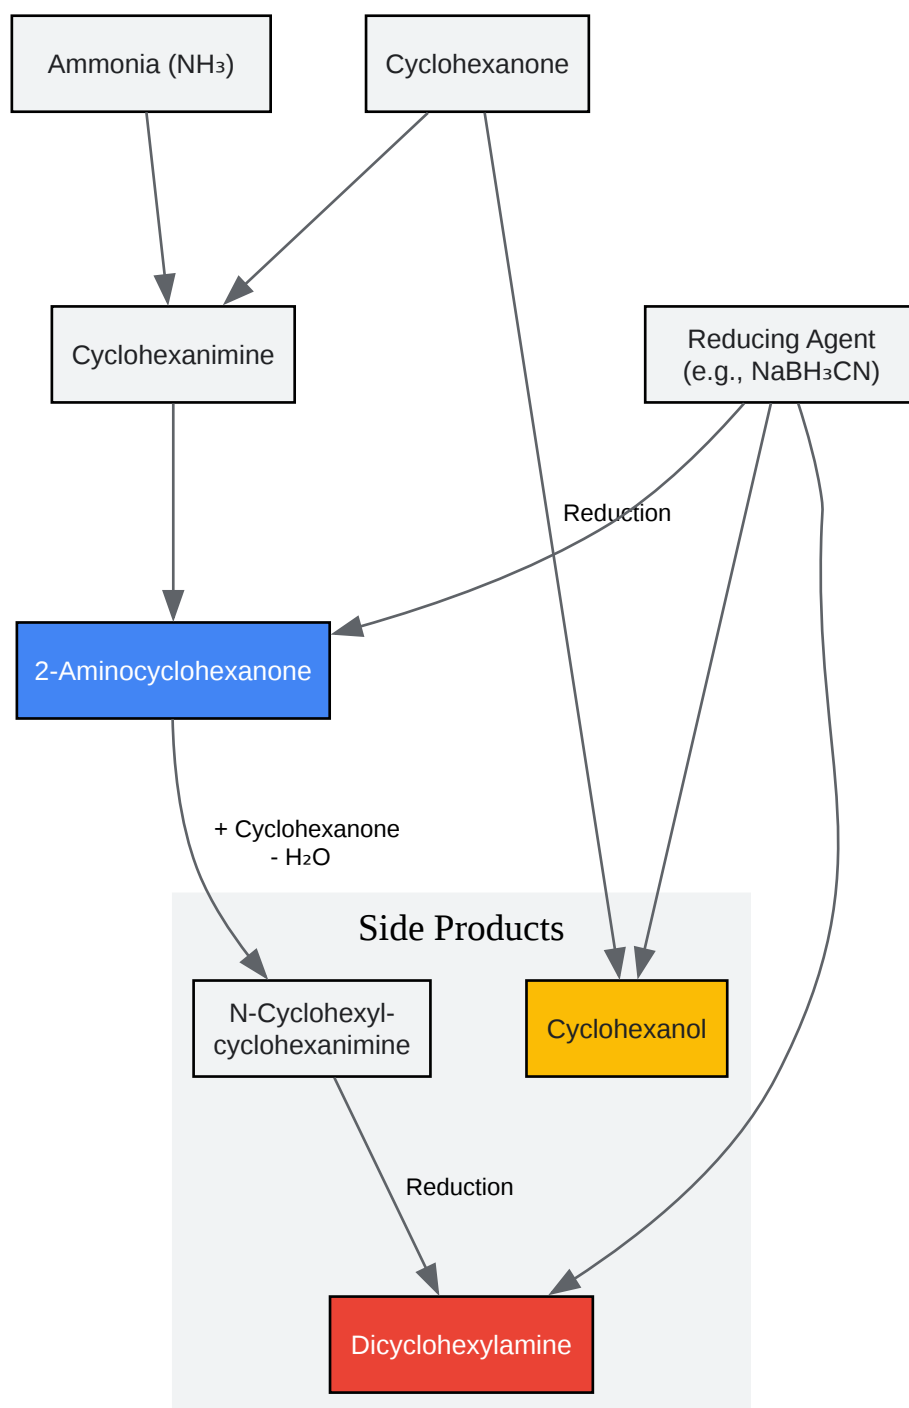 Ammonia (NH₃)
Cyclohexanone
Cyclohexanimine
Reducing Agent
(e.g., NaBH₃CN)
Reduction
2-Aminocyclohexanone
+ Cyclohexanone
- H₂O
Side Products
N-Cyclohexyl-
cyclohexanimine
Cyclohexanol
Reduction
Dicyclohexylamine